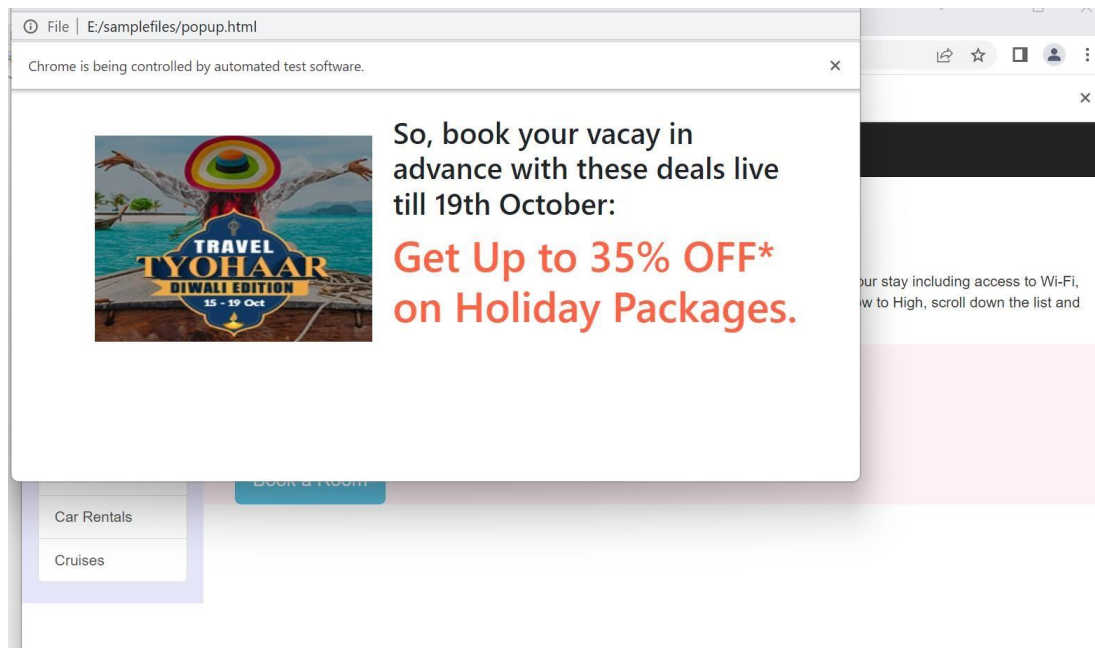 File | E:/samplefiles/popup.html
Chrome is being controlled by automated test software.
So, book your vacay in
advance with these deals live
till 19th October:
Get Up to 35% OFF*
on Holiday Packages.
TRAVEL
TYOHAAR
DIWALI EDITION
15 - 19 Oct
stay including access to Wi-Fi,
to High, scroll down the list and
Book a Room
Car Rentals
Cruises